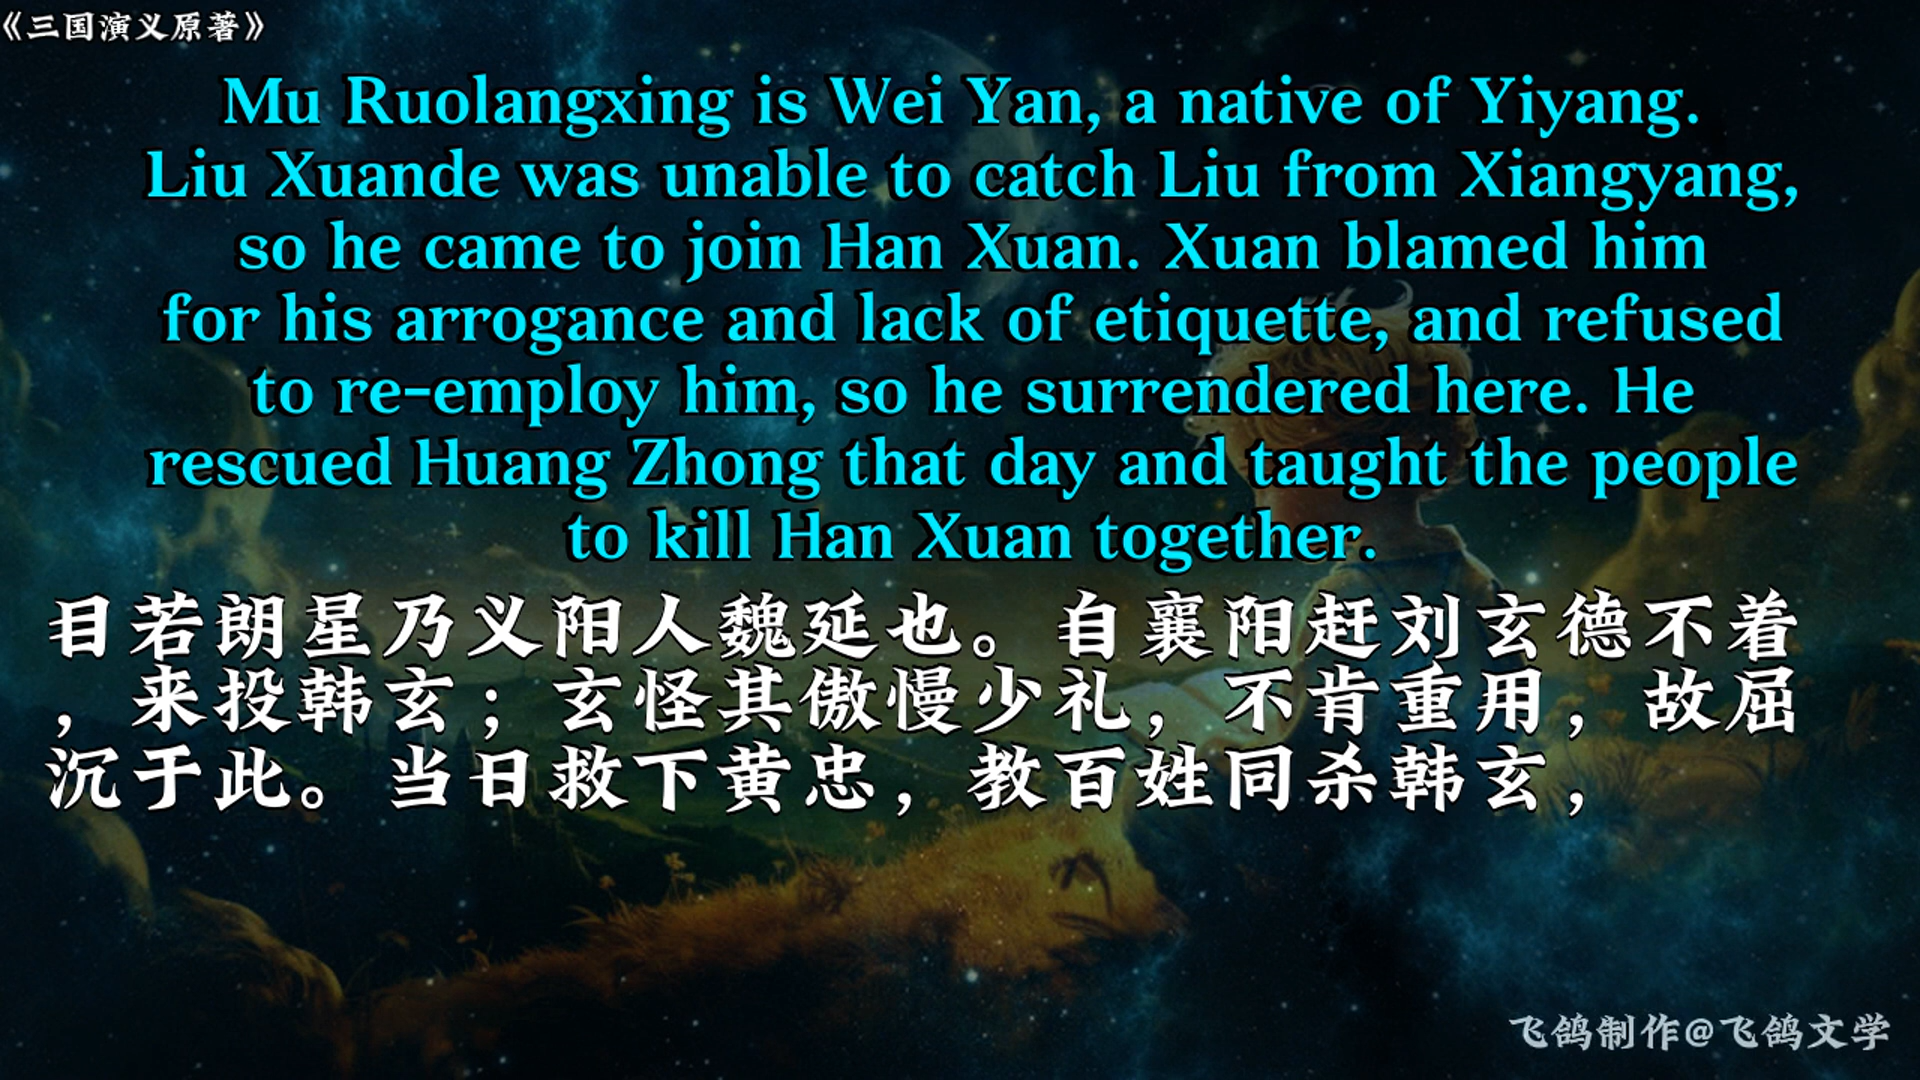 《三国演义原著》
Mu Ruolangxing is Wei Yan, a native of Yiyang.
Liu Xuande was unable to catch Liu from Xiangyang,
so he came to join Han Xuan. Xuan blamed him
for his arrogance and lack of etiquette, and refused
to re-employ him, so he surrendered here. He
rescued Huang Zhong that day and taught the people
to kill Han Xuan together.
目若朗星乃义阳人魏延也。自襄阳赶刘玄德不着
，来投韩玄；玄怪其傲慢少礼，不肯重用，故屈
沉于此。当日救下黄忠，教百姓同杀韩玄，
飞鸽制作@飞鸽文学